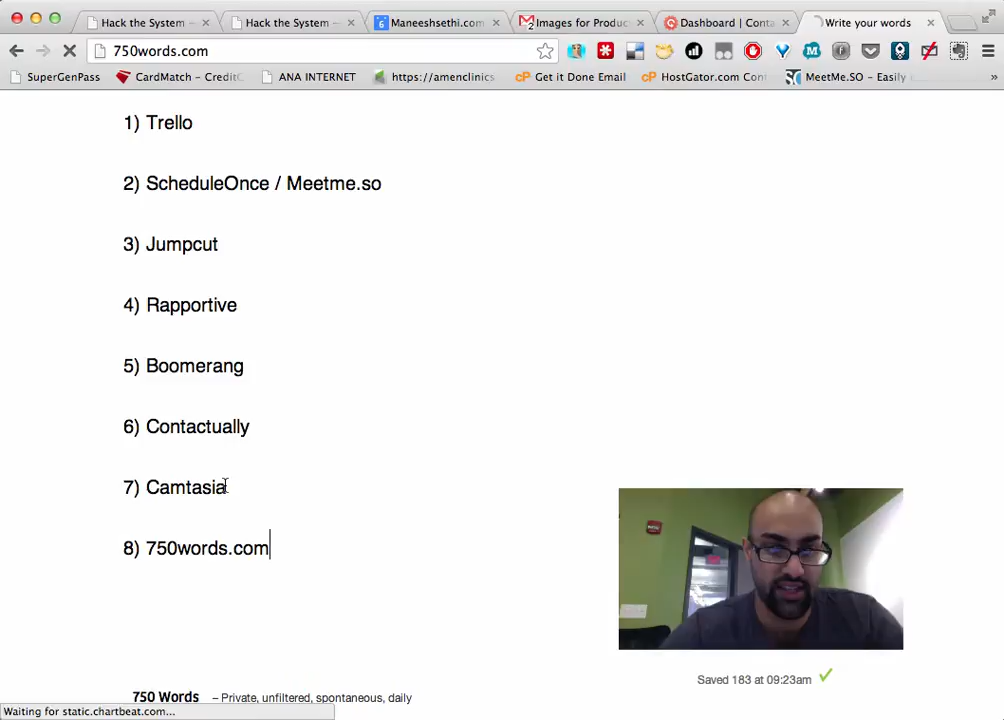 Hack the System —
Hack the System —
Maneeshsethi.com
Images for Produc
Dashboard | Conta
Write your words
750words.com
SuperGenPass
CardMatch - Credit
ANA INTERNET
https://amenclinics
Get it Done Email
HostGator.com Con
MeetMe.SO - Easily
1) Trello
2) ScheduleOnce / Meetme.so
3) Jumpcut
4) Rapportive
5) Boomerang
6) Contactually
7) Camtasia
8) 750words.com
Saved 183 at 09:23am
750 Words – Private, unfiltered, spontaneous, daily
Waiting for static.chartbeat.com...